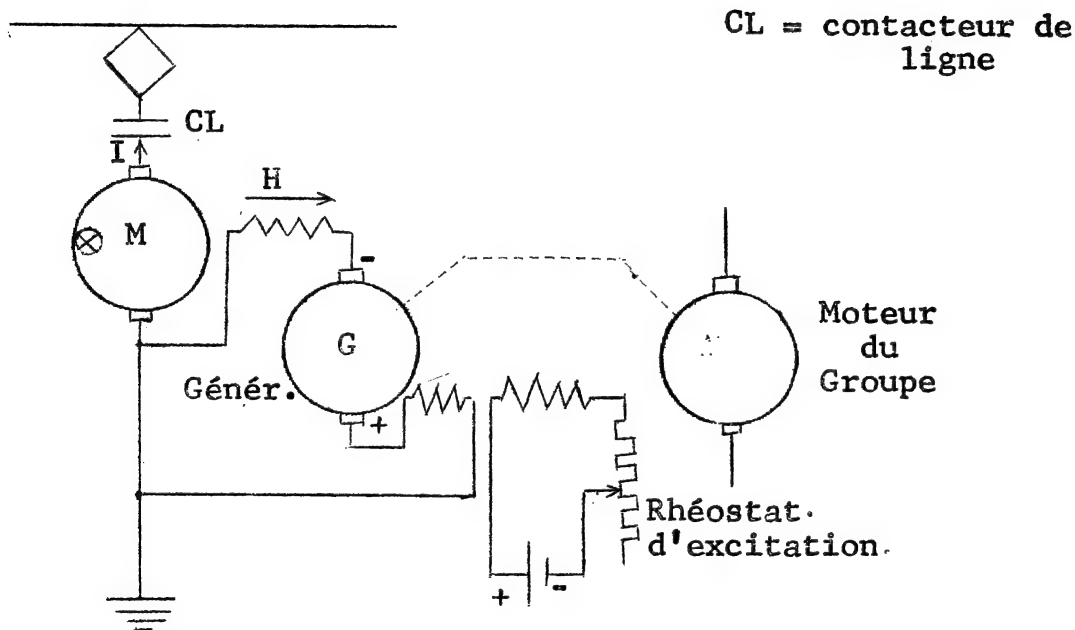 CL = contacteur de
ligne
CL
I
H
M
-
G
Génér.
+
Moteur
du
Groupe
Rhéostat.
d'excitation.
+ -